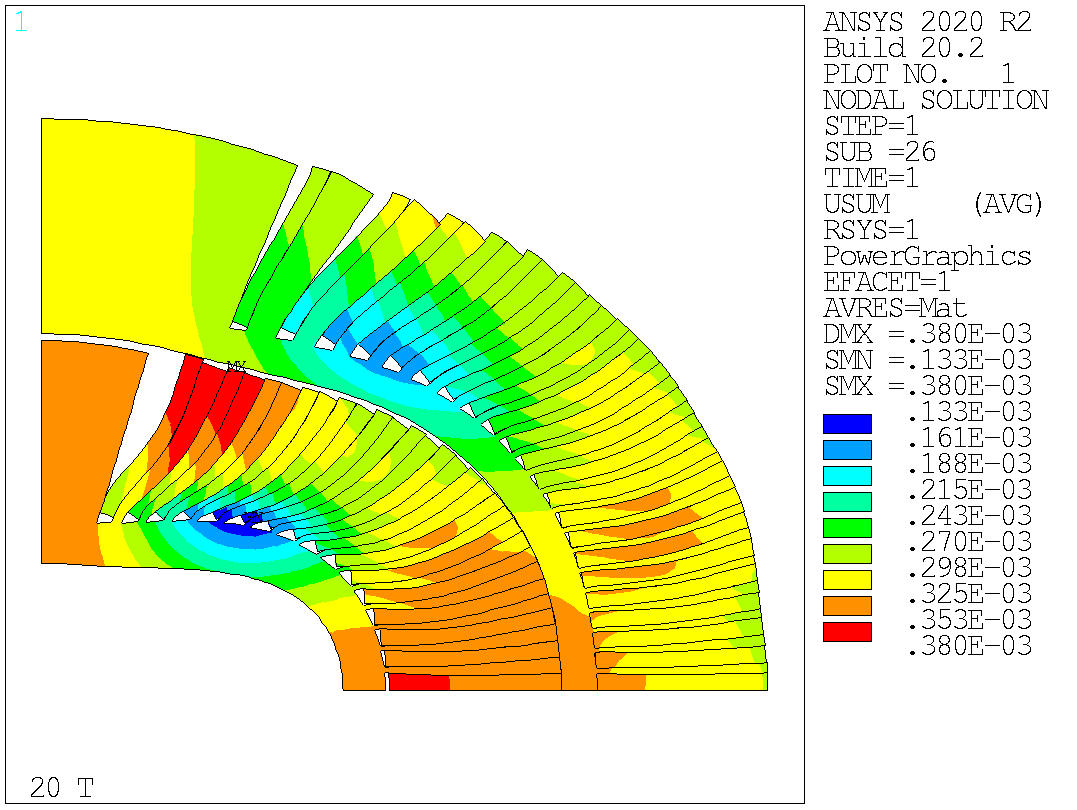 1
ANSYS 2020 R2
Build 20.2
PLOT NO. 1
NODAL SOLUTION
STEP=1
SUB =26
TIME=1
USUM (AVG)
RSYS=1
PowerGraphics
EFACET=1
AVRES=Mat
DMX =.380E-03
SMN =.133E-03
SMX =.380E-03
.133E-03
.161E-03
.188E-03
.215E-03
.243E-03
.270E-03
.298E-03
.325E-03
.353E-03
.380E-03
MX
20 T